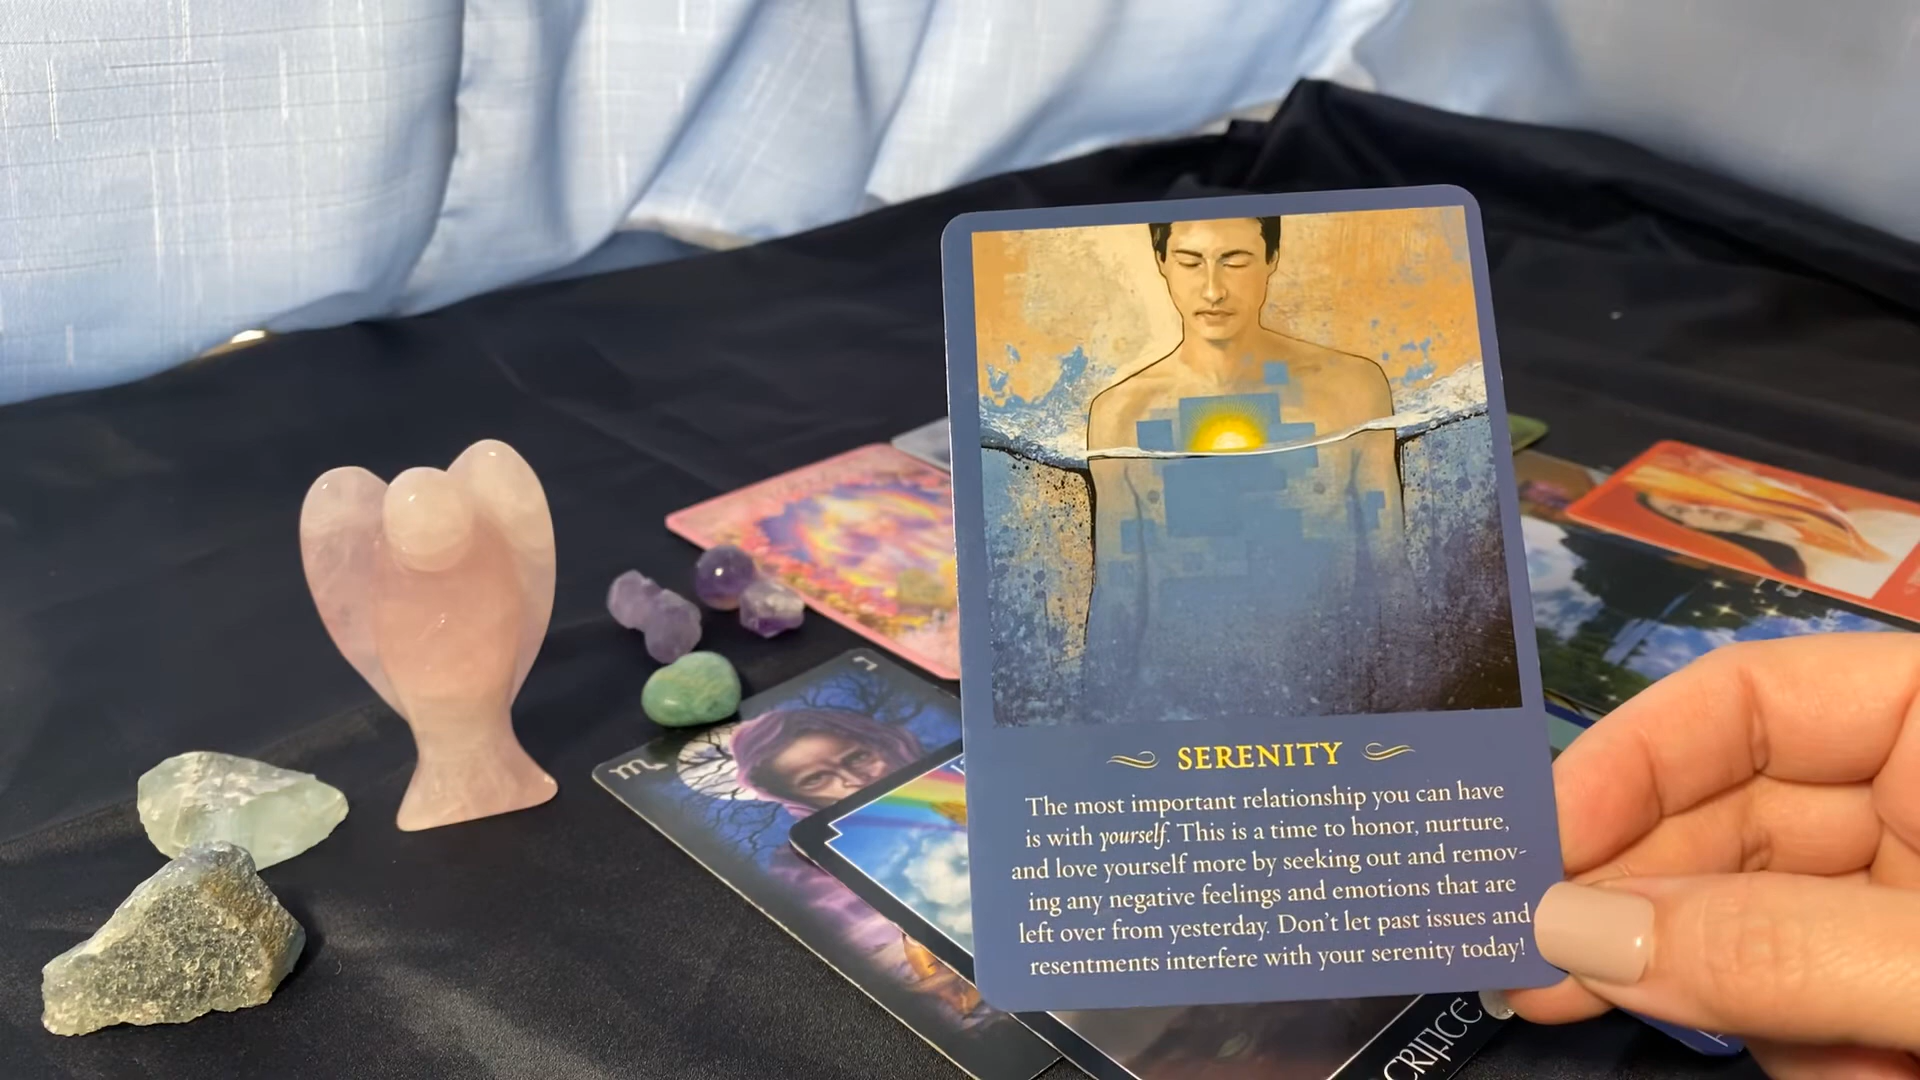 SERENITY
The most important relationship you can have
is with yourself. This is a time to honor, nurture,
and love yourself more by seeking out and remov-
ing any negative feelings and emotions that are
left over from yesterday. Don't let past issues and
resentments interfere with your serenity today!
CRIFICE